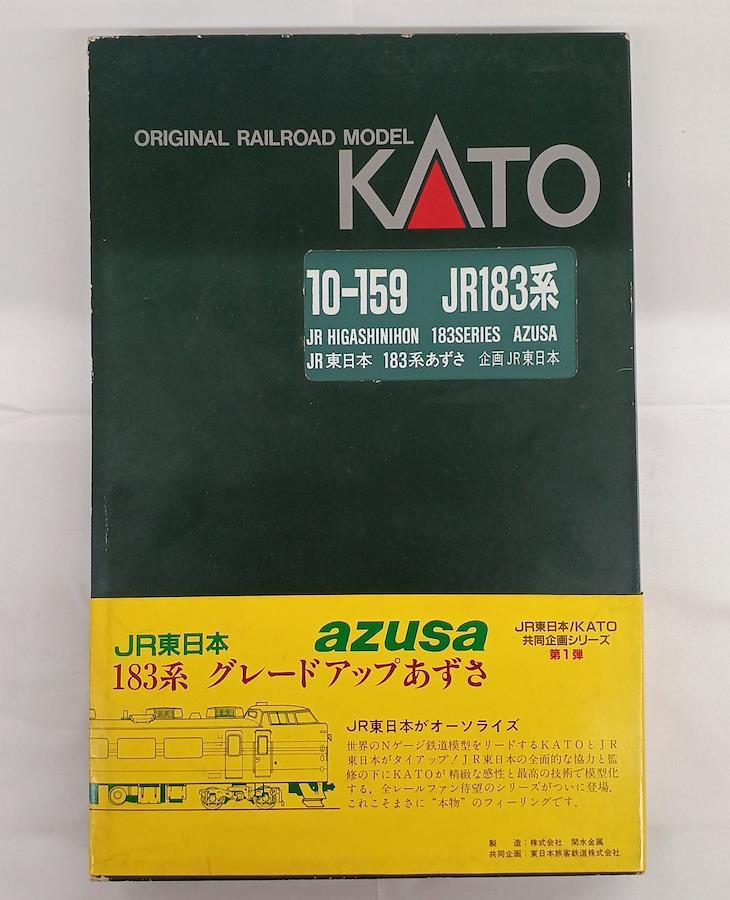 ORIGINAL RAILROAD MODEL
KATO
10-159 JR183系
JR HIGASHINIHON 183SERIES AZUSA
JR東日本 183系あずさ 企画 JR東日本
JR東日本
azusa
183系 グレードアップあずさ
JR東日本/KATO
共同企画シリーズ
第1弾
JR東日本がオーソライズ
世界のNゲージ鉄道模型をリードするKATOとJR
東日本がタイアップ!JR東日本の全面的な協力と監
修の下にKATOが精緻な感性と最高の技術で模型化
する、全レールファン待望のシリーズがついに登場。
これこそまさに“本物”のフィーリングです。
製 造:株式会社 関水金属
共同企画:東日本旅客鉄道株式会社